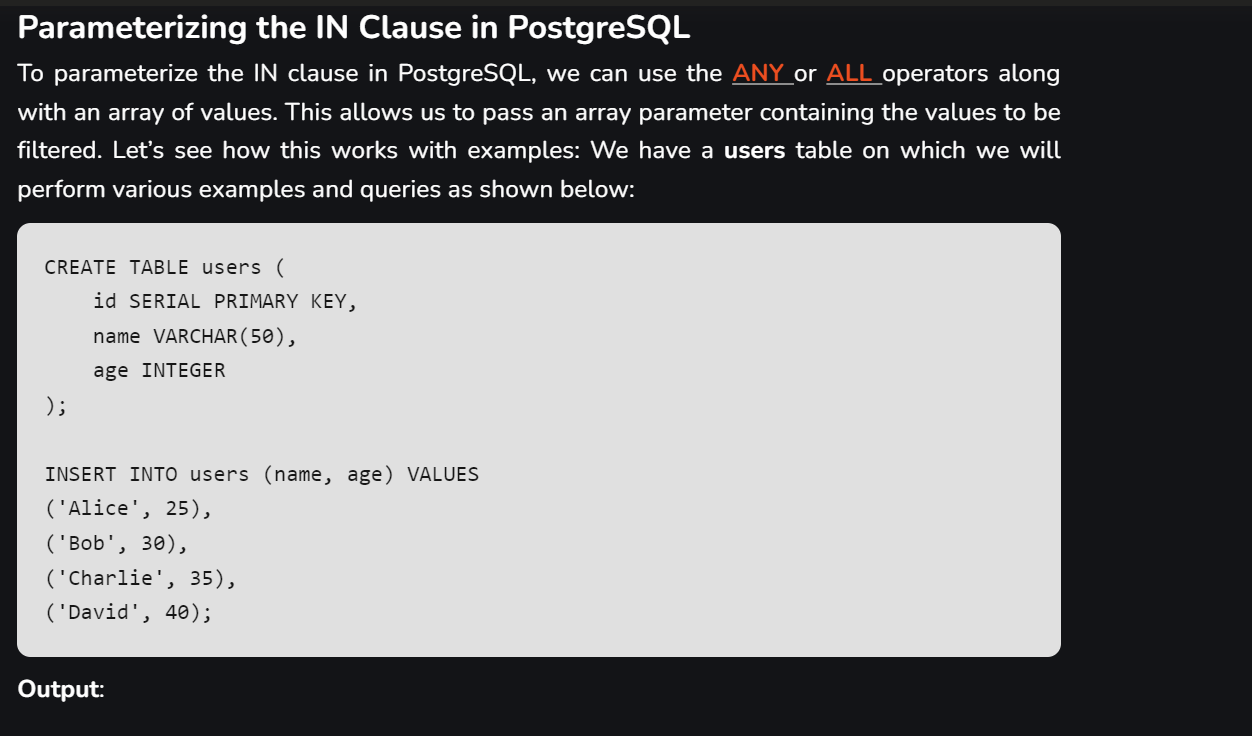 Parameterizing the IN Clause in PostgreSQL
To parameterize the IN clause in PostgreSQL, we can use the ANY or ALL operators along
with an array of values. This allows us to pass an array parameter containing the values to be
filtered. Let’s see how this works with examples: We have a users table on which we will
perform various examples and queries as shown below:
CREATE TABLE users (
    id SERIAL PRIMARY KEY,
    name VARCHAR(50),
    age INTEGER
);
INSERT INTO users (name, age) VALUES
('Alice', 25),
('Bob', 30),
('Charlie', 35),
('David', 40);
Output: